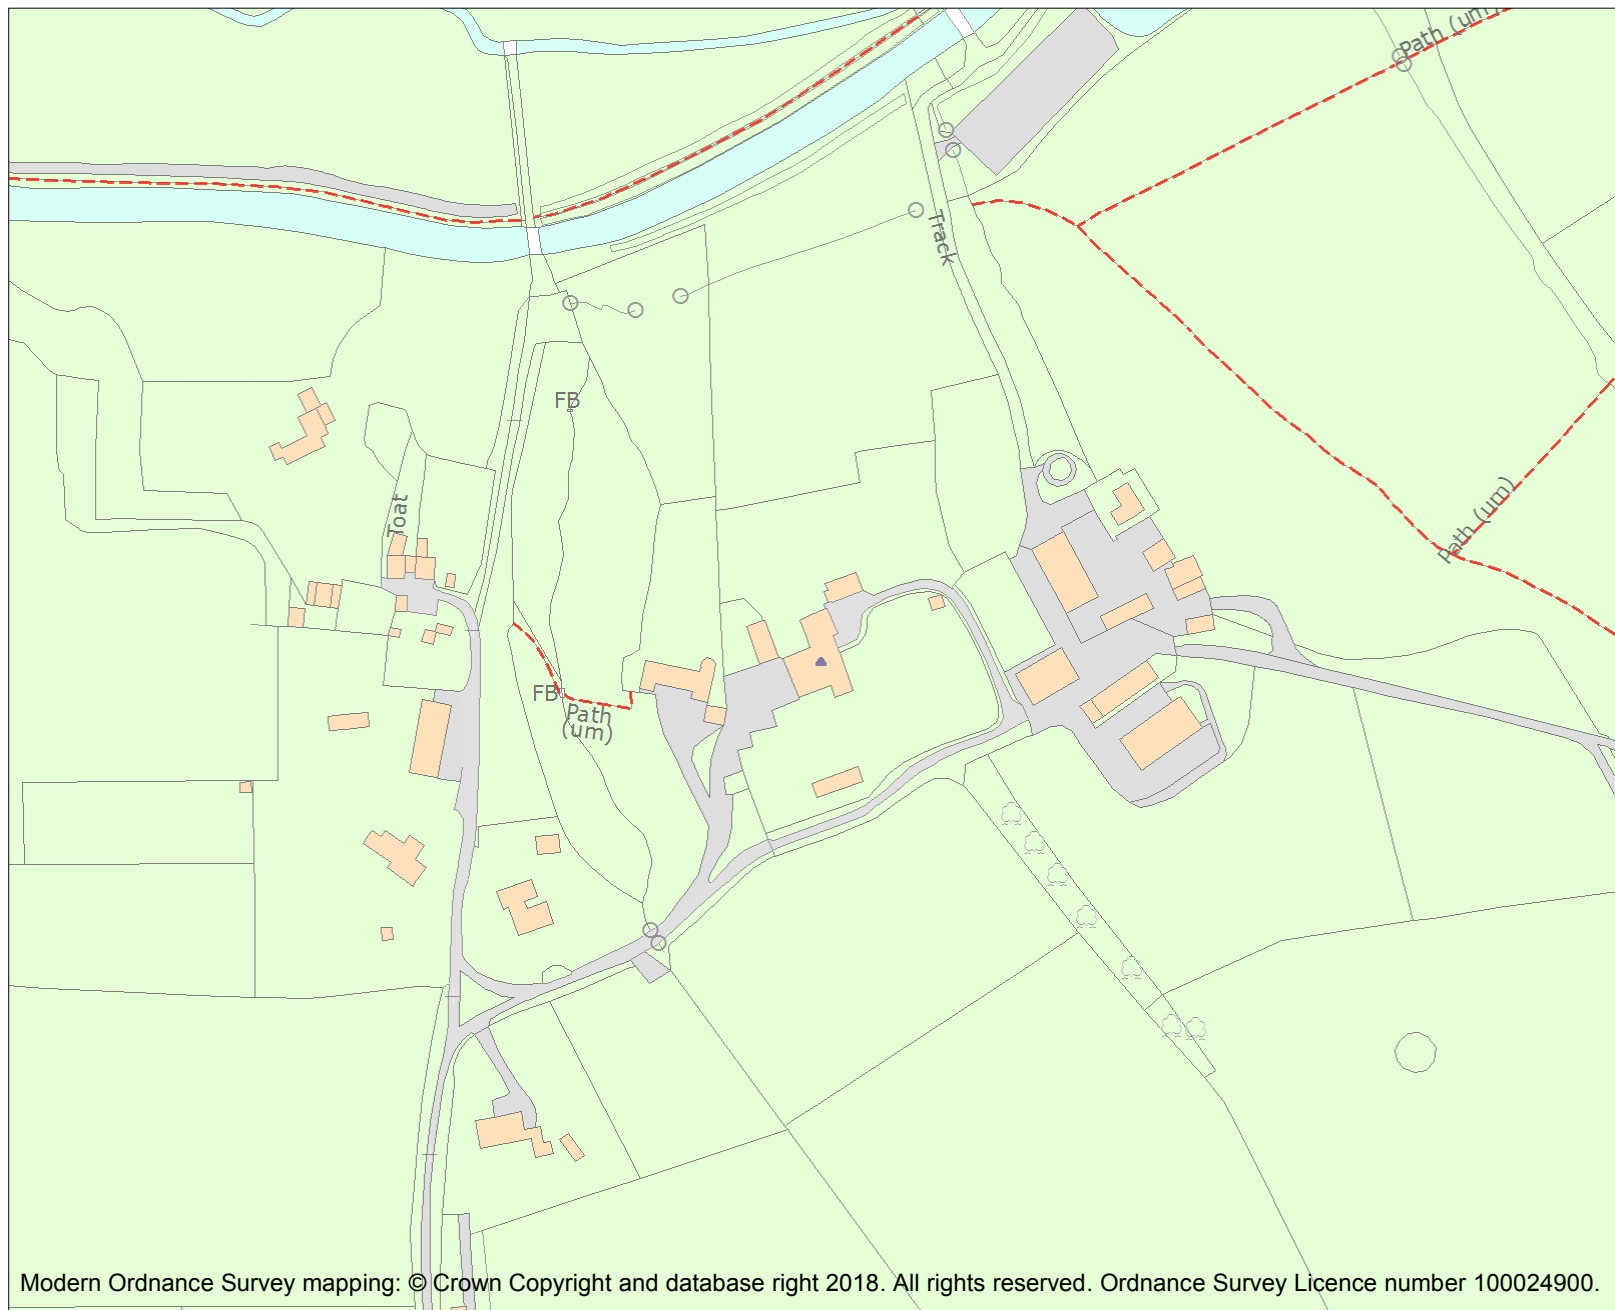 Path (um)
Track
FB
Toat
Path (um)
FB
Path
(um)
Modern Ordnance Survey mapping: © Crown Copyright and database right 2018. All rights reserved. Ordnance Survey Licence number 100024900.